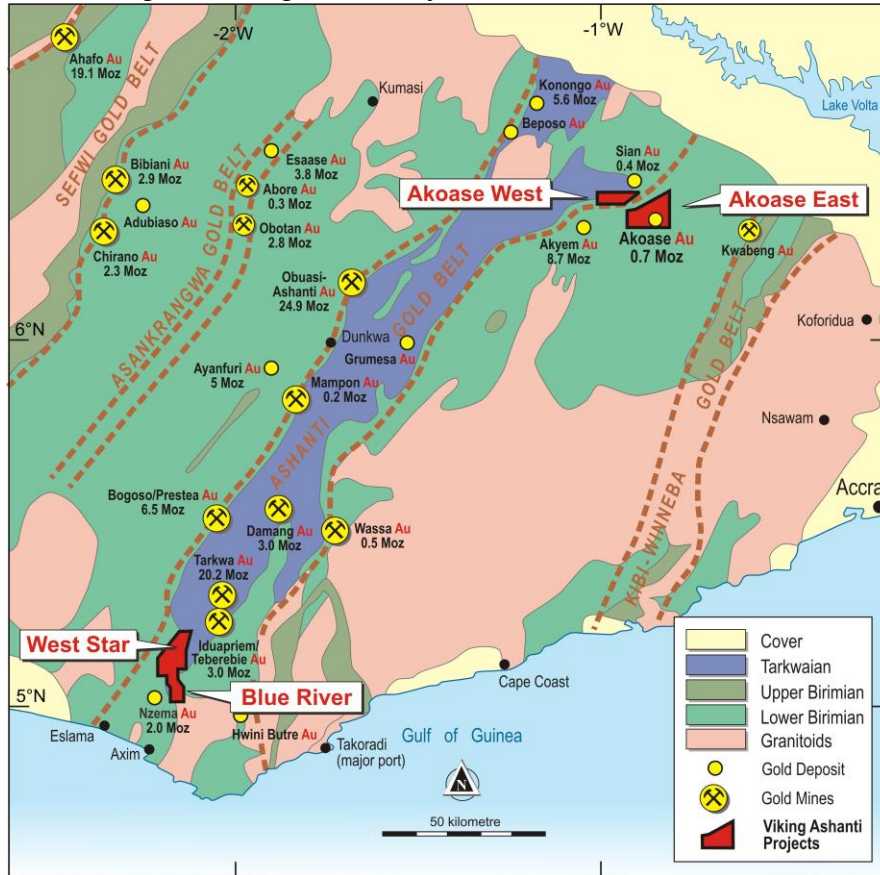 -2°W
-1°W
Ahafo Au
19.1 Moz
SEFWI GOLD BELT
Kumasi
Konongo Au
5.6 Moz
Beposo Au
Lake Volta
Bibiani Au
2.9 Moz
Esaase Au
3.8 Moz
Sian Au
0.4 Moz
Abore Au
0.3 Moz
Akoase West
Akoase East
Adubiaso Au
Obotan Au
2.8 Moz
Akyem Au
8.7 Moz
Akoase Au
0.7 Moz
Kwabeng Au
Chirano Au
2.3 Moz
ASANKRANGWA GOLD BELT
Obuasi-
Ashanti Au
24.9 Moz
GOLD BELT
6°N
Dunkwa
Grumesa Au
Koforidua
Ayanfuri Au
5 Moz
Mampon Au
0.2 Moz
GOLD BELT
Nsawam
ASHANTI
Bogoso/Prestea Au
6.5 Moz
Damang Au
3.0 Moz
Wassa Au
0.5 Moz
Accra
Tarkwa Au
20.2 Moz
KIBI-WINNEBA
West Star
Iduapriem/
Teberebie Au
3.0 Moz
Blue River
Cape Coast
5°N
Nzema Au
2.0 Moz
Eslama
Axim
Hwini Butre Au
Takoradi
(major port)
Gulf of Guinea
N
50 kilometre
Cover
Tarkwaian
Upper Birimian
Lower Birimian
Granitoids
Gold Deposit
Gold Mines
Viking Ashanti
Projects